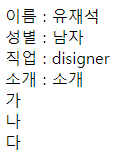 이름 : 유재석
성별 : 남자
직업 : disigner
소개 : 소개
가
나
다